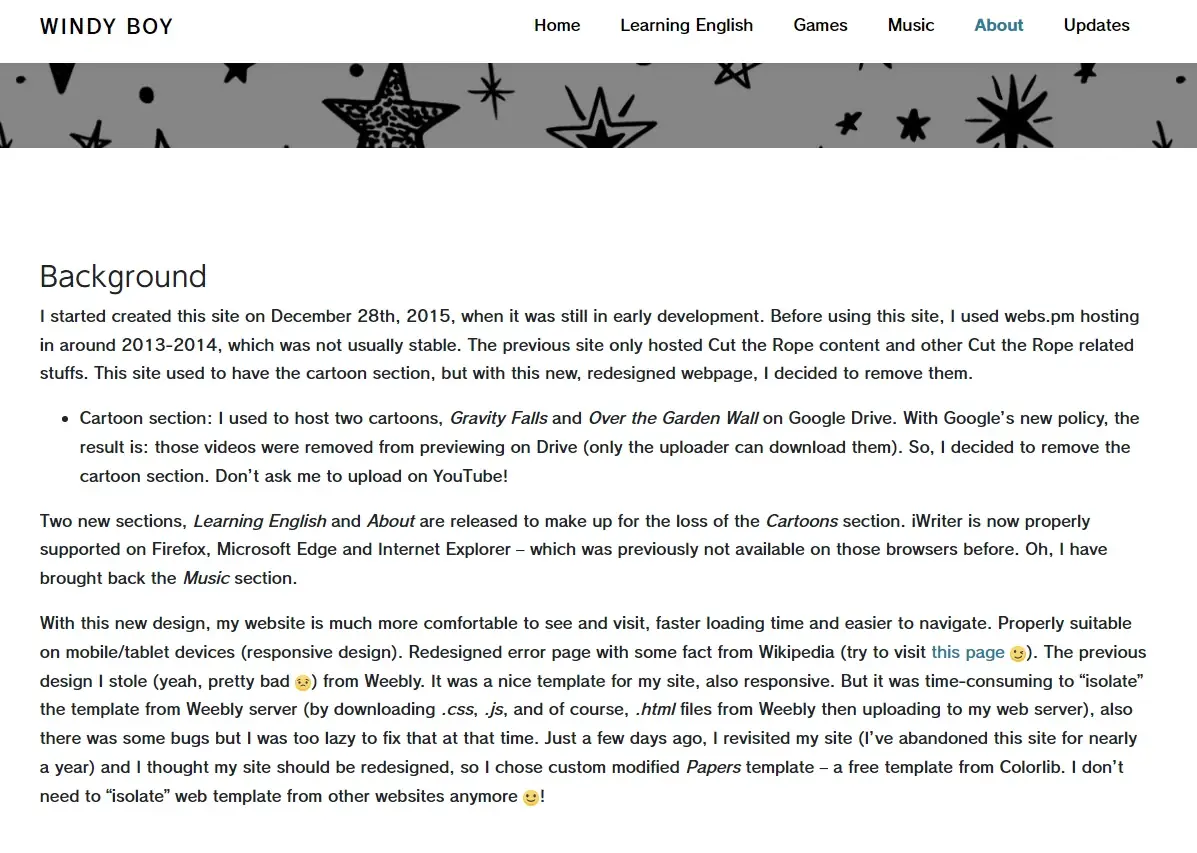 WINDY BOY
Home Learning English Games Music About Updates
Background
I started created this site on December 28th, 2015, when it was still in early development. Before using this site, I used webs.pm hosting
in around 2013-2014, which was not usually stable. The previous site only hosted Cut the Rope content and other Cut the Rope related
stuffs. This site used to have the cartoon section, but with this new, redesigned webpage, I decided to remove them.
• Cartoon section: I used to host two cartoons, Gravity Falls and Over the Garden Wall on Google Drive. With Google’s new policy, the
result is: those videos were removed from previewing on Drive (only the uploader can download them). So, I decided to remove the
cartoon section. Don’t ask me to upload on YouTube!
Two new sections, Learning English and About are released to make up for the loss of the Cartoons section. iWriter is now properly
supported on Firefox, Microsoft Edge and Internet Explorer – which was previously not available on those browsers before. Oh, I have
brought back the Music section.
With this new design, my website is much more comfortable to see and visit, faster loading time and easier to navigate. Properly suitable
on mobile/tablet devices (responsive design). Redesigned error page with some fact from Wikipedia (try to visit this page 😉). The previous
design I stole (yeah, pretty bad 😣) from Weebly. It was a nice template for my site, also responsive. But it was time-consuming to “isolate”
the template from Weebly server (by downloading .css, .js, and of course, .html files from Weebly then uploading to my web server), also
there was some bugs but I was too lazy to fix that at that time. Just a few days ago, I revisited my site (I’ve abandoned this site for nearly
a year) and I thought my site should be redesigned, so I chose custom modified Papers template – a free template from Colorlib. I don’t
need to “isolate” web template from other websites anymore 🙂!